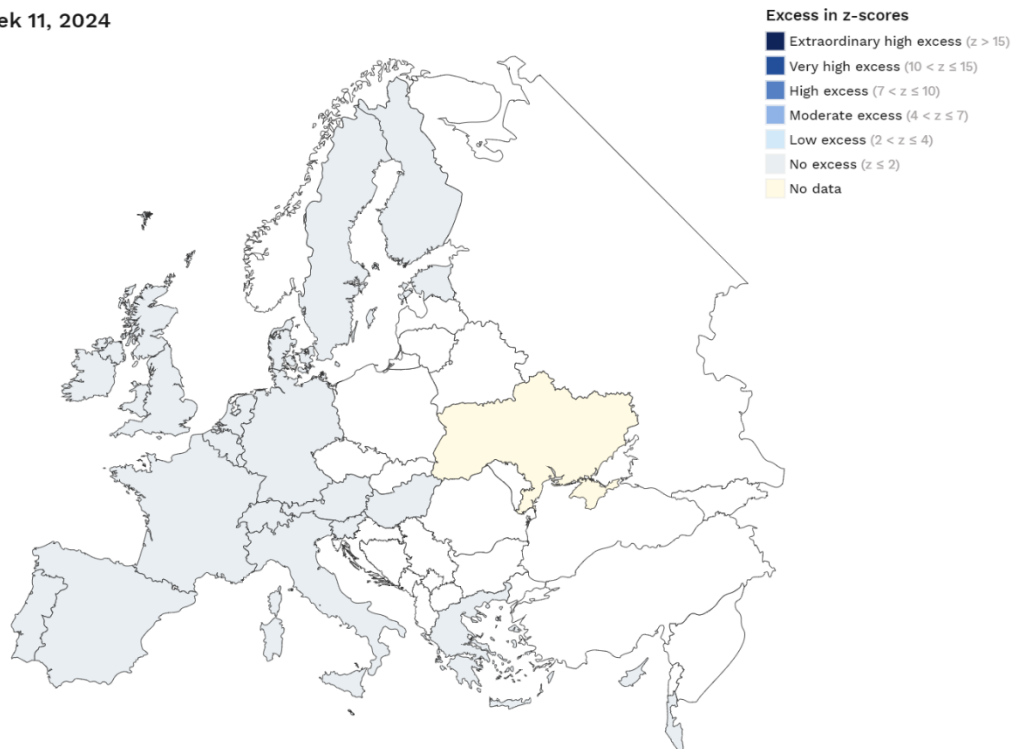 ek 11, 2024
Excess in z-scores
Extraordinary high excess (z > 15)
Very high excess (10 < z ≤ 15)
High excess (7 < z ≤ 10)
Moderate excess (4 < z ≤ 7)
Low excess (2 < z ≤ 4)
No excess (z ≤ 2)
No data